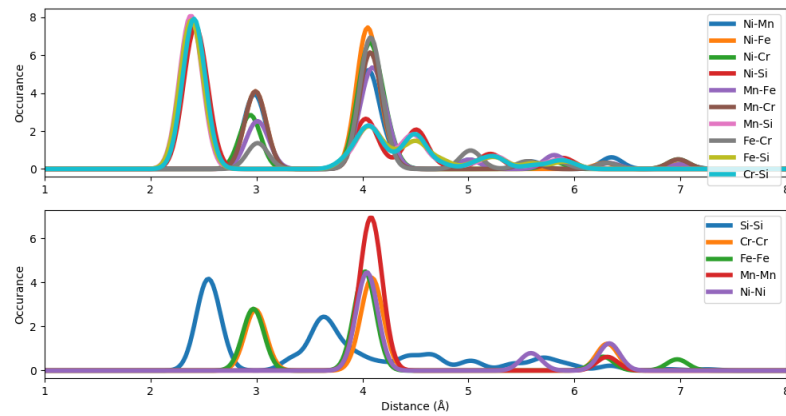 8
6
4
2
0
Occurance
1 2 3 4 5 6 7 8
Ni-Mn
Ni-Fe
Ni-Cr
Ni-Si
Mn-Fe
Mn-Cr
Mn-Si
Fe-Cr
Fe-Si
Cr-Si
6
4
2
0
Occurance
1 2 3 4 5 6 7 8
Distance (Å)
Si-Si
Cr-Cr
Fe-Fe
Mn-Mn
Ni-Ni